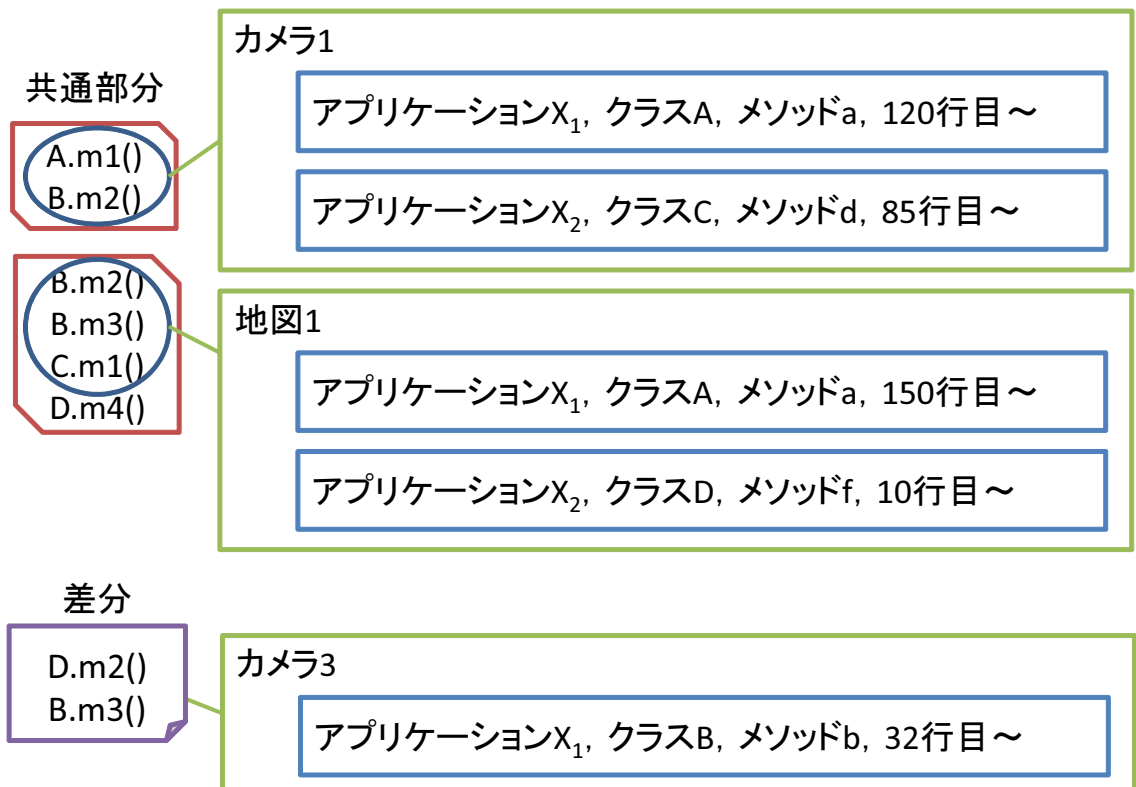 共通部分
A.m1()
B.m2()
カメラ1
アプリケーションX₁, クラスA, メソッドa, 120行目～
アプリケーションX₂, クラスC, メソッドd, 85行目～
B.m2()
B.m3()
C.m1()
D.m4()
地図1
アプリケーションX₁, クラスA, メソッドa, 150行目～
アプリケーションX₂, クラスD, メソッドf, 10行目～
差分
D.m2()
B.m3()
カメラ3
アプリケーションX₁, クラスB, メソッドb, 32行目～